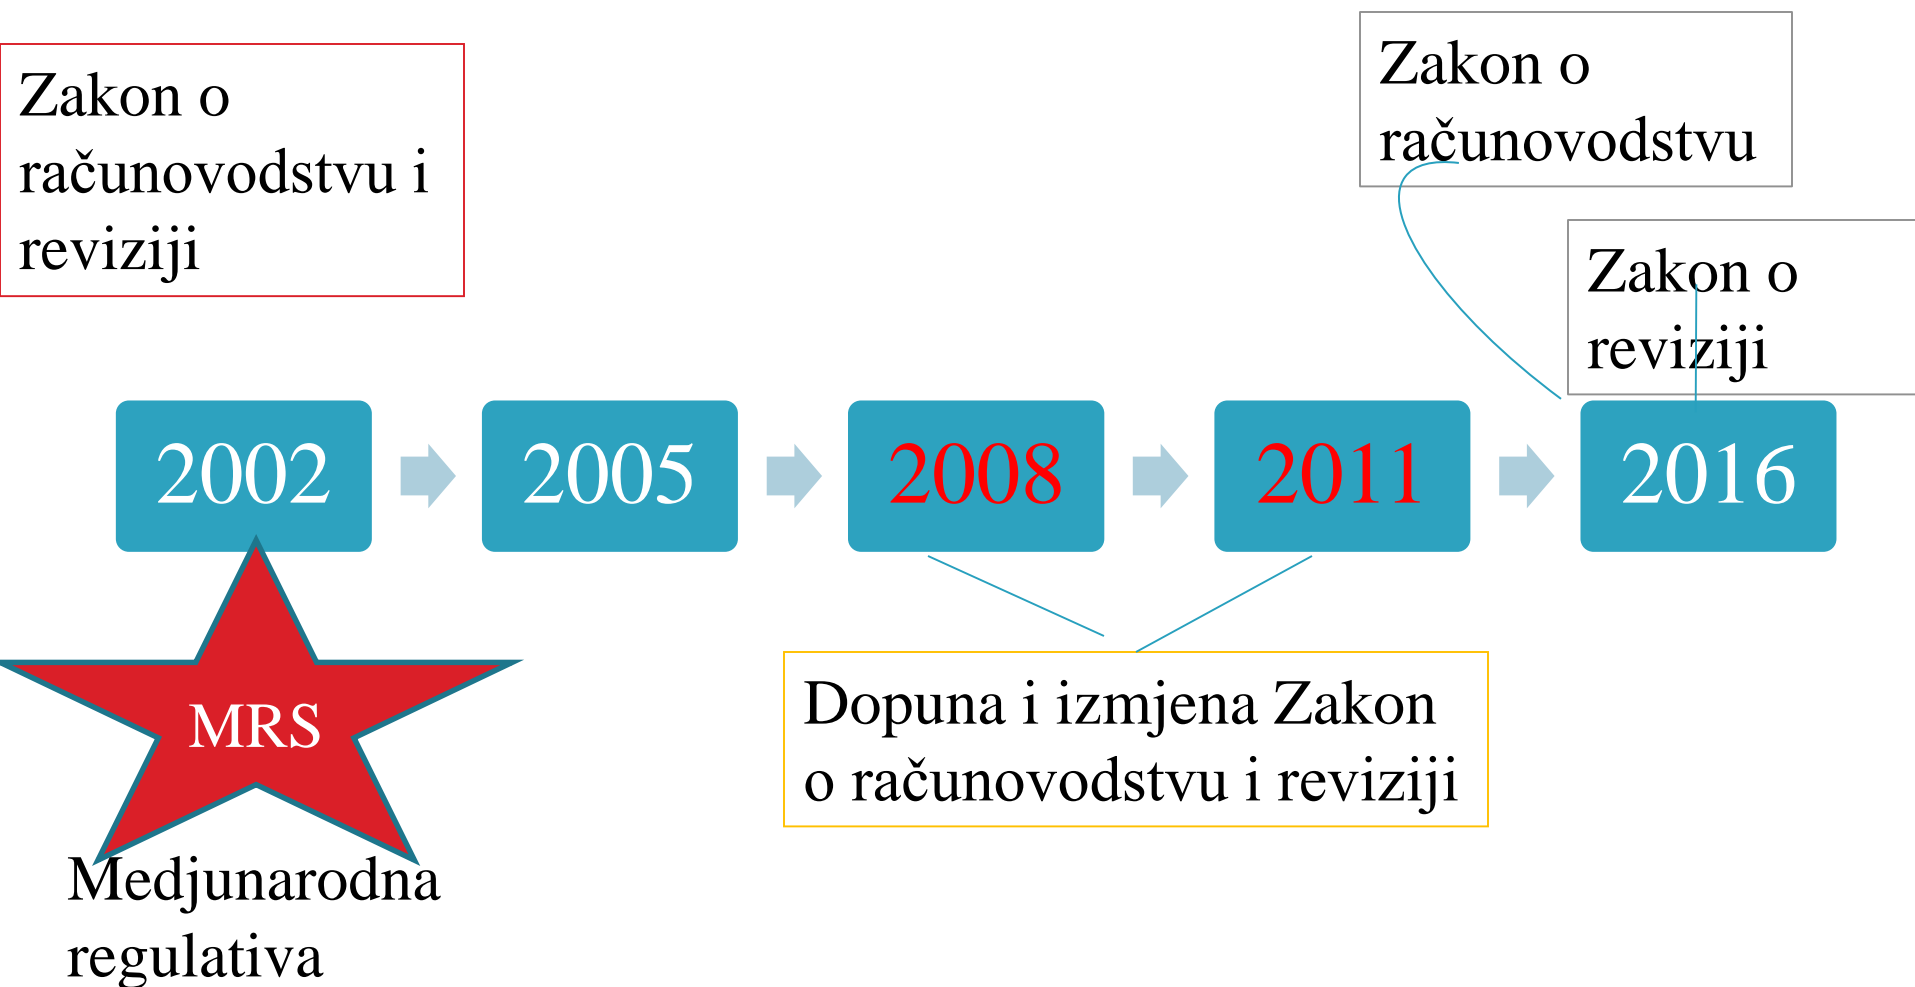 Zakon o
računovodstvu i
reviziji
Zakon o
računovodstvu
Zakon o
reviziji
2002
2005
2008
2011
2016
MRS
Dopuna i izmjena Zakon
o računovodstvu i reviziji
Medjunarodna
regulativa